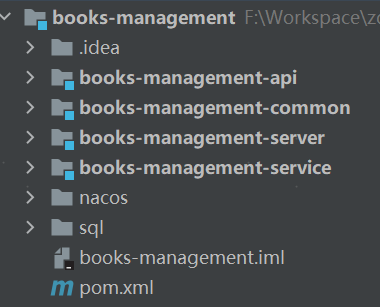 books-management F:\Workspace\zo
.idea
books-management-api
books-management-common
books-management-server
books-management-service
nacos
sql
books-management.iml
pom.xml